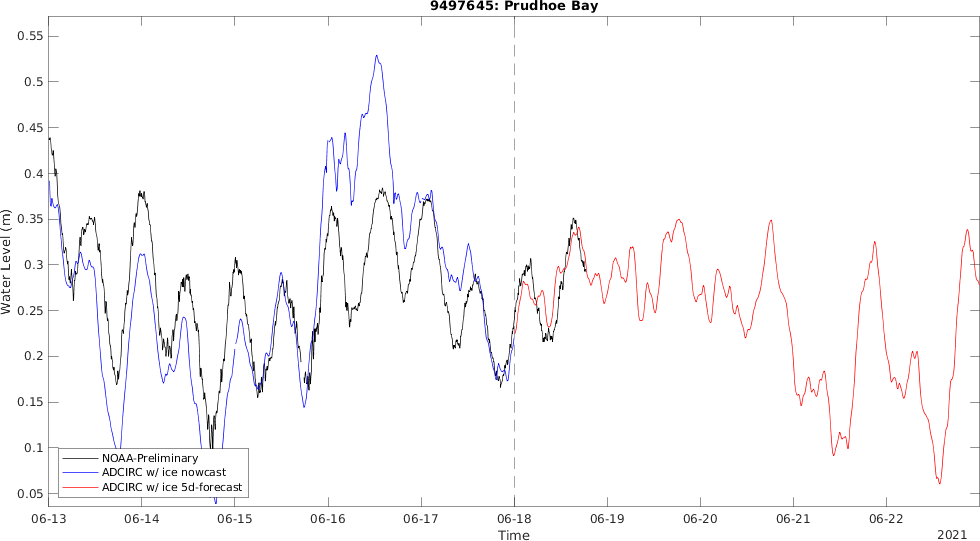 9497645: Prudhoe Bay
0.55
0.5
0.45
0.4
0.35
0.3
0.25
0.2
0.15
0.1
0.05
Water Level (m)
NOAA-Preliminary
ADCIRC w/ ice nowcast
ADCIRC w/ ice 5d-forecast
06-13 06-14 06-15 06-16 06-17 06-18 06-19 06-20 06-21 06-22
Time
2021